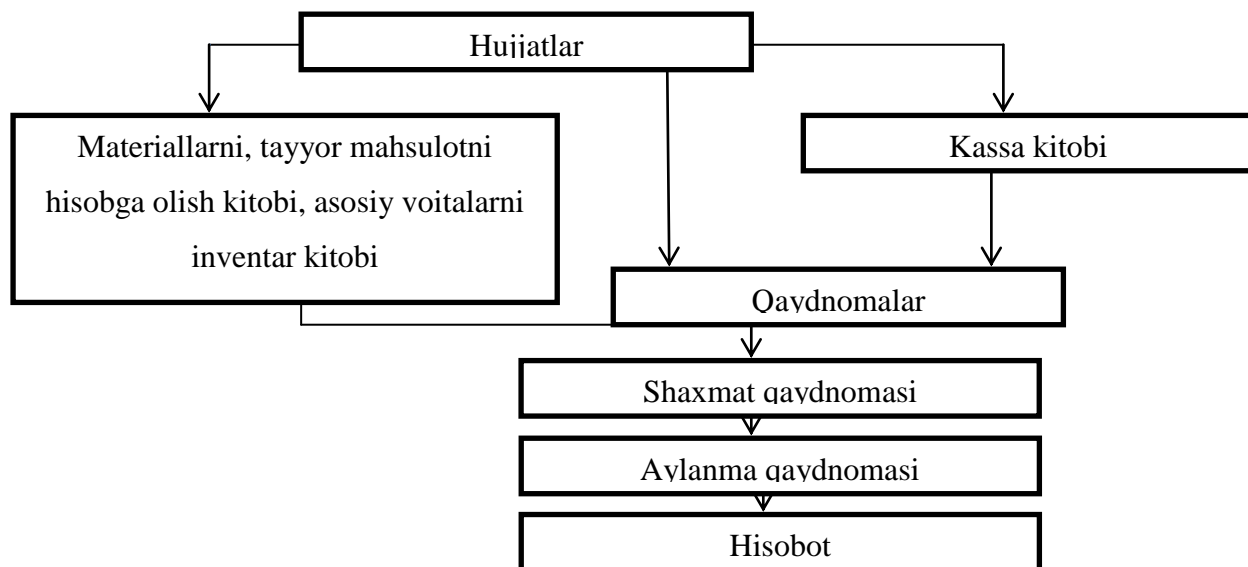 Hujjatlar
Materiallarni, tayyor mahsulotni
hisobga olish kitobi, asosiy voitalarni
inventar kitobi
Kassa kitobi
Qaydnomalar
Shaxmat qaydnomasi
Aylanma qaydnomasi
Hisobot